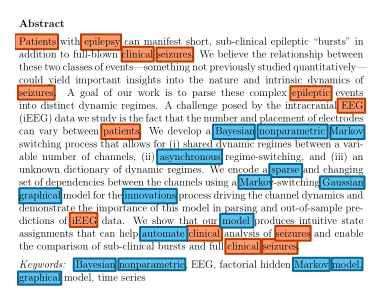 Abstract
Patients with epilepsy can manifest short, sub-clinical epileptic “bursts” in
addition to full-blown clinical seizures. We believe the relationship between
these two classes of events—something not previously studied quantitatively—
could yield important insights into the nature and intrinsic dynamics of
seizures. A goal of our work is to parse these complex epileptic events
into distinct dynamic regimes. A challenge posed by the intracranial EEG
(iEEG) data we study is the fact that the number and placement of electrodes
can vary between patients. We develop a Bayesian nonparametric Markov
switching process that allows for (i) shared dynamic regimes between a vari-
able number of channels, (ii) asynchronous regime-switching, and (iii) an
unknown dictionary of dynamic regimes. We encode a sparse and changing
set of dependencies between the channels using a Markov-switching Gaussian
graphical model for the innovations process driving the channel dynamics and
demonstrate the importance of this model in parsing and out-of-sample pre-
dictions of iEEG data. We show that our model produces intuitive state
assignments that can help automate clinical analysis of seizures and enable
the comparison of sub-clinical bursts and full clinical seizures.
Keywords: Bayesian nonparametric, EEG, factorial hidden Markov model,
graphical model, time series